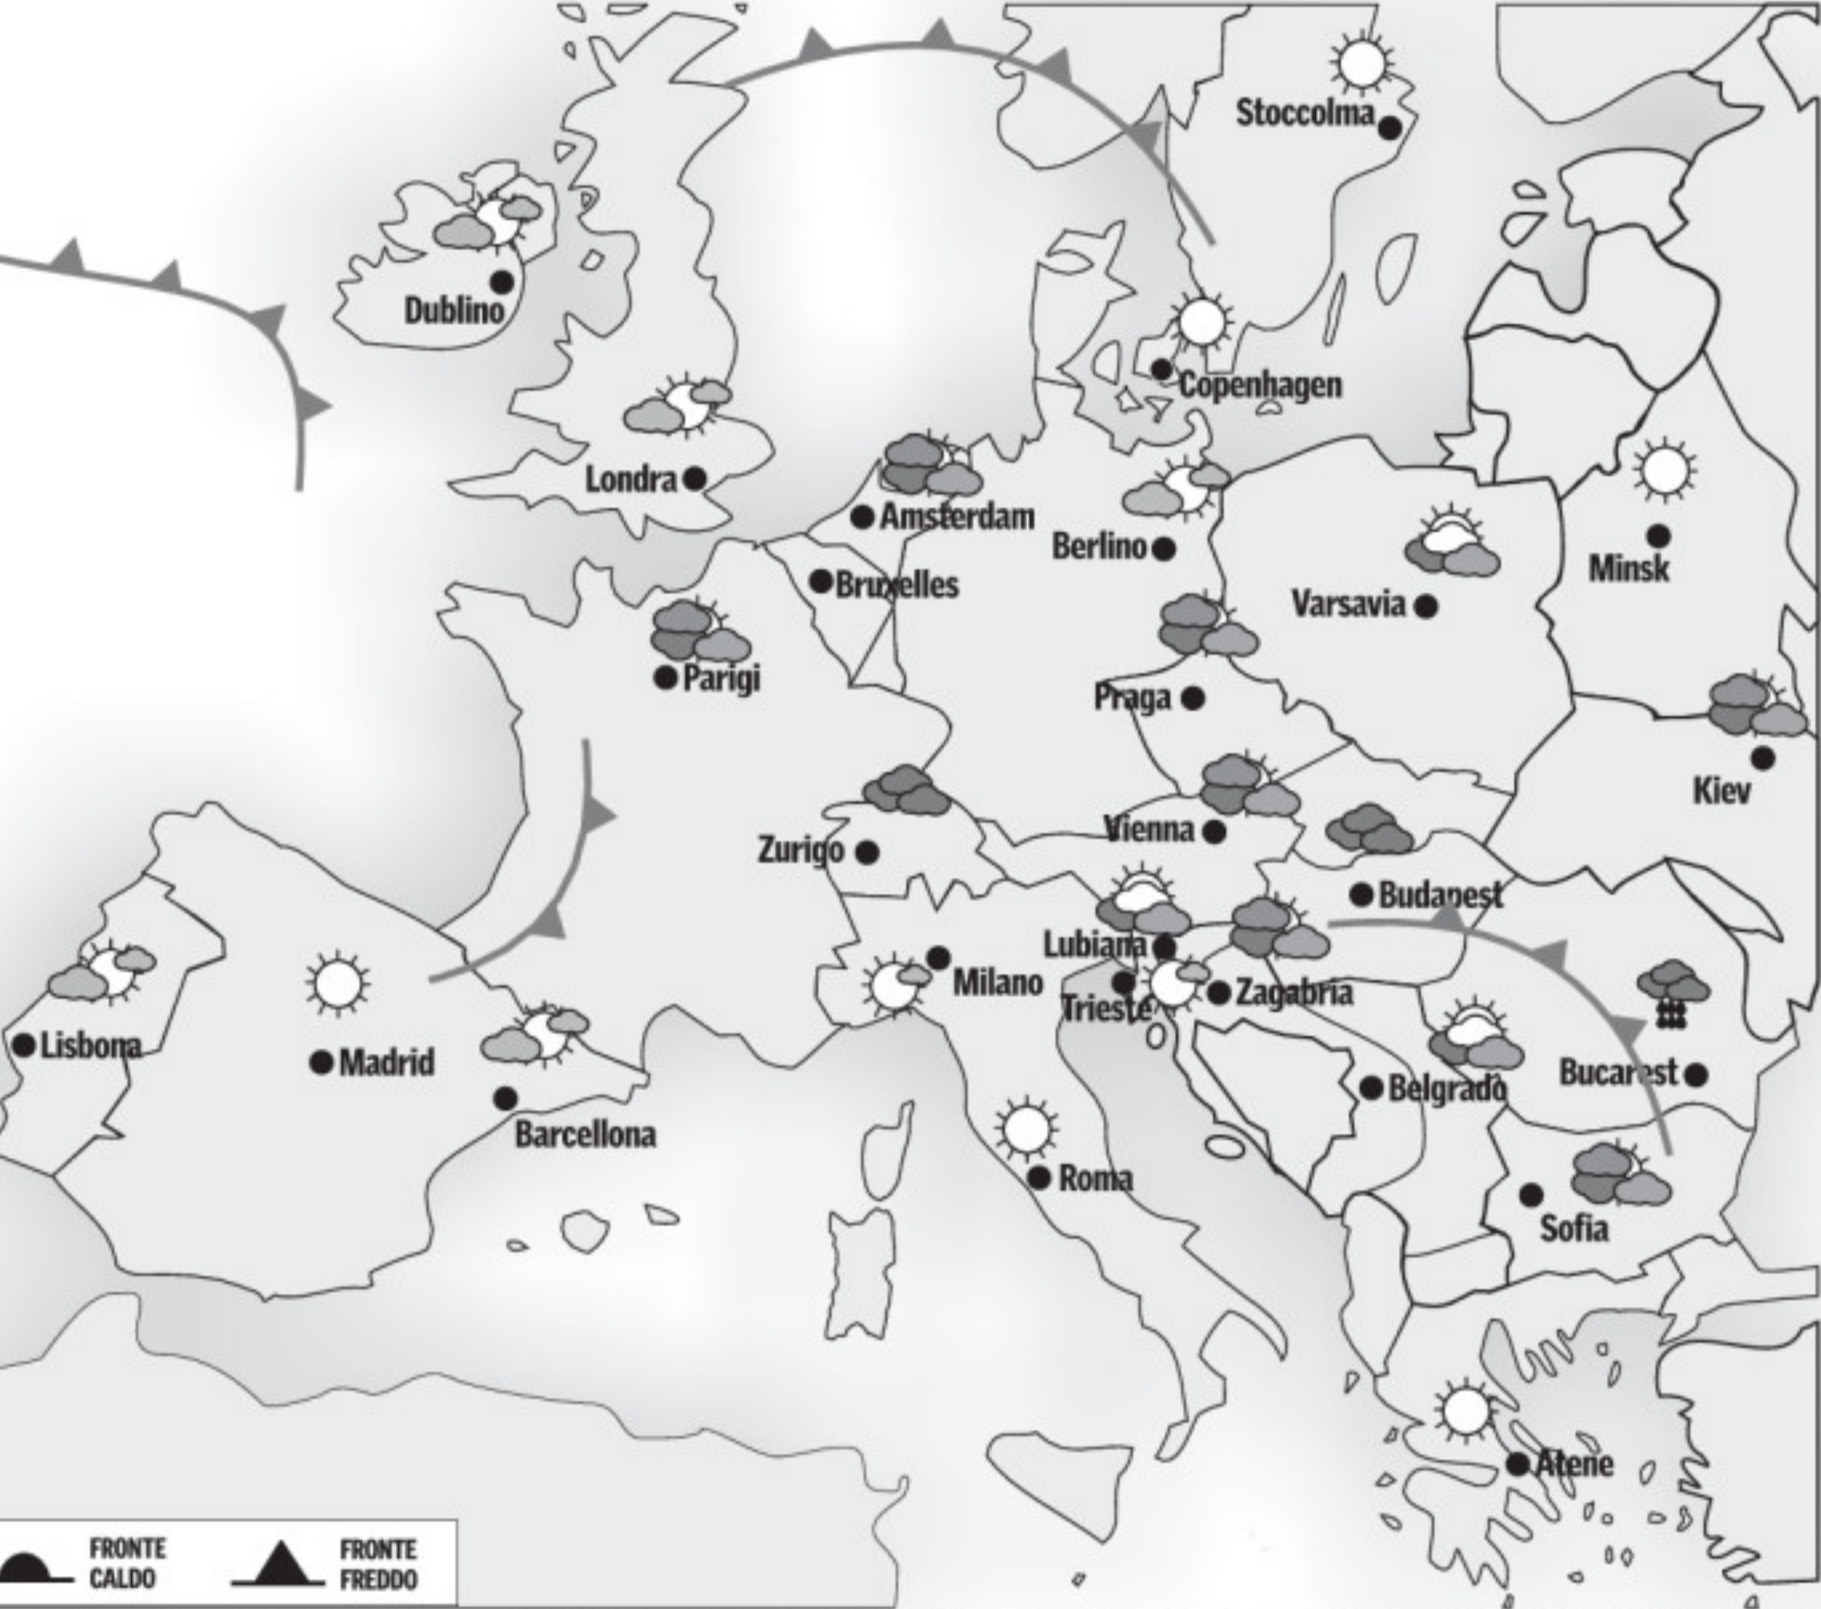 Stoccolma
Dublino
Copenhagen
Londra
Amsterdam
Berlino
Minsk
Bruxelles
Varsavia
Parigi
Praga
Kiev
Vienna
Zurigo
Budapest
Lubiana
Milano
Trieste
Zagabria
Lisbona
Madrid
Belgrado
Bucarest
Barcellona
Roma
Sofia
Atene
FRONTE
CALDO
FRONTE
FREDDO